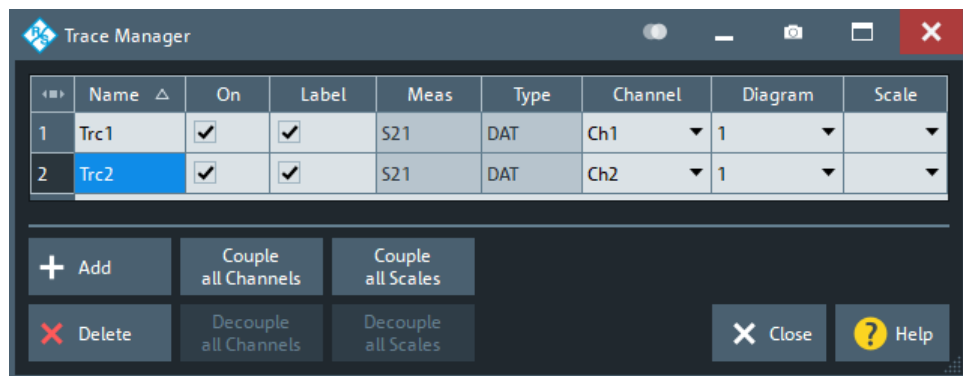 R&S Trace Manager
Name On Label Meas Type Channel Diagram Scale
1 Trc1 S21 DAT Ch1 1
2 Trc2 S21 DAT Ch2 1
Add
Couple
all Channels
Couple
all Scales
Delete
Decouple
all Channels
Decouple
all Scales
Close
? Help